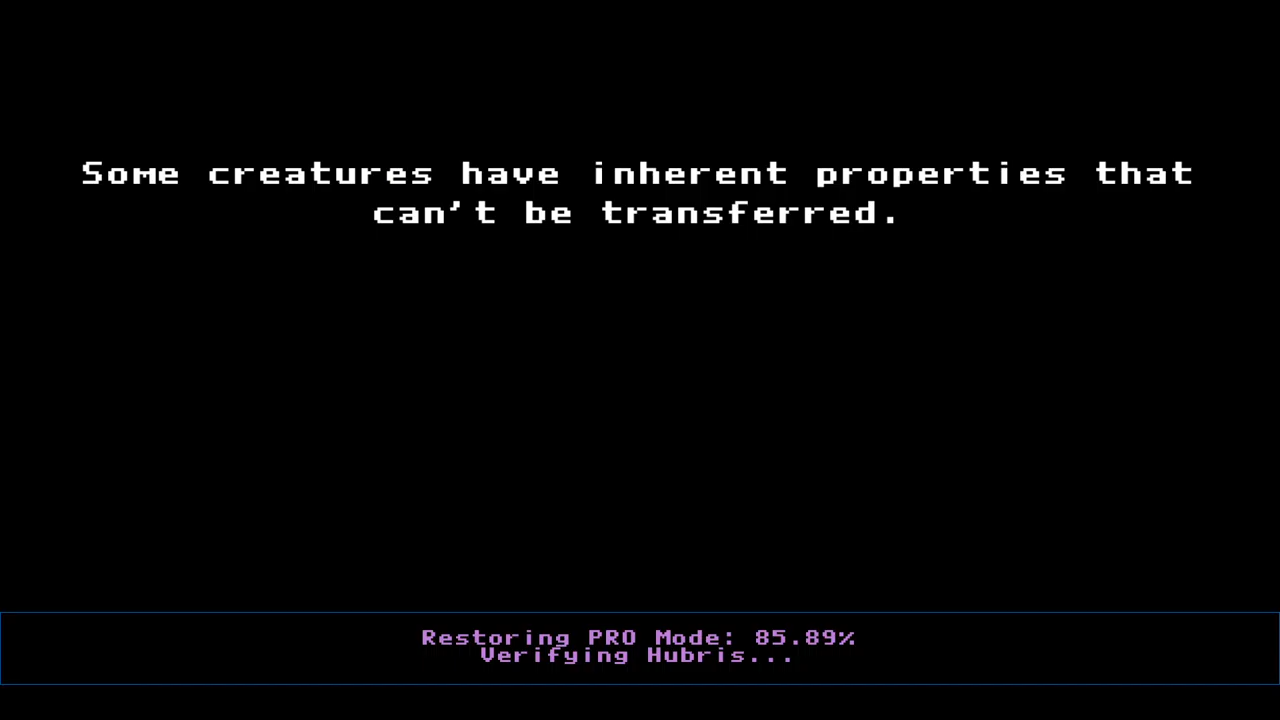 Some creatures have inherent properties that
can't be transferred.
Restoring PRO Mode: 85.89%
Verifying Hubris...